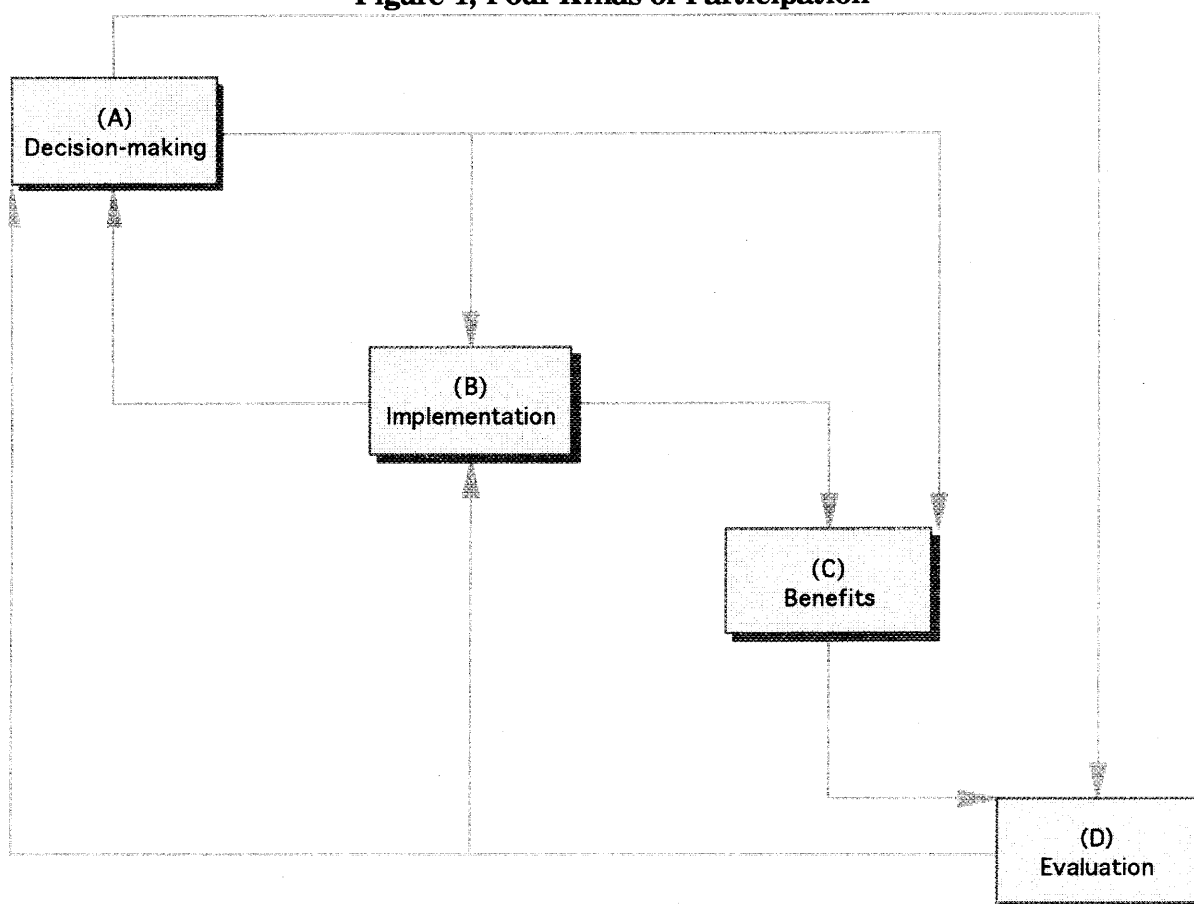 Figure 1, Four Kinds of Participation
(A)
Decision-making
(B)
Implementation
(C)
Benefits
(D)
Evaluation